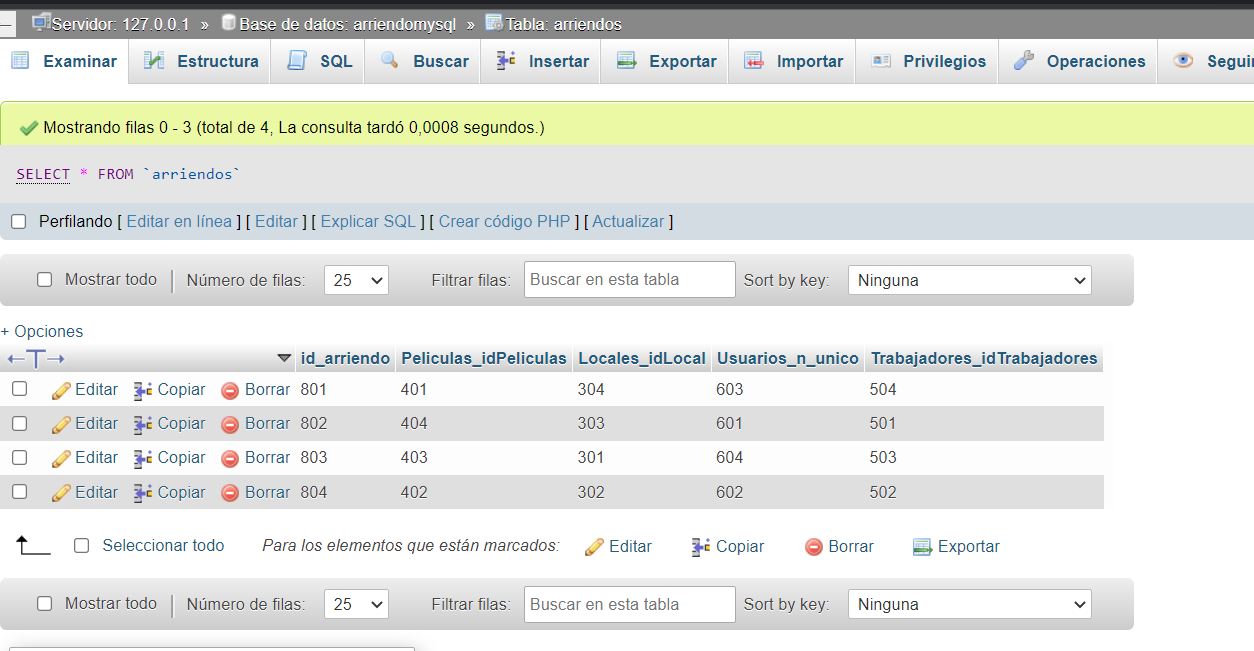 Servidor: 127.0.0.1 » Base de datos: arriendomysql » Tabla: arriendos
Examinar Estructura SQL Buscar Insertar Exportar Importar Privilegios Operaciones
Mostrando filas 0 - 3 (total de 4, La consulta tardó 0,0008 segundos.)
SELECT * FROM `arriendos`
Perfilando [ Editar en línea ] [ Editar ] [ Explicar SQL ] [ Crear código PHP ] [ Actualizar ]
Mostrar todo | Número de filas: 25 Filtrar filas: Buscar en esta tabla Sort by key: Ninguna
+ Opciones
←T→ id_arriendo Peliculas_idPeliculas Locales_idLocal Usuarios_n_unico Trabajadores_idTrabajadores
Editar Copiar Borrar 801 401 304 603 504
Editar Copiar Borrar 802 404 303 601 501
Editar Copiar Borrar 803 403 301 604 503
Editar Copiar Borrar 804 402 302 602 502
Seleccionar todo Para los elementos que están marcados: Editar Copiar Borrar Exportar
Mostrar todo | Número de filas: 25 Filtrar filas: Buscar en esta tabla Sort by key: Ninguna